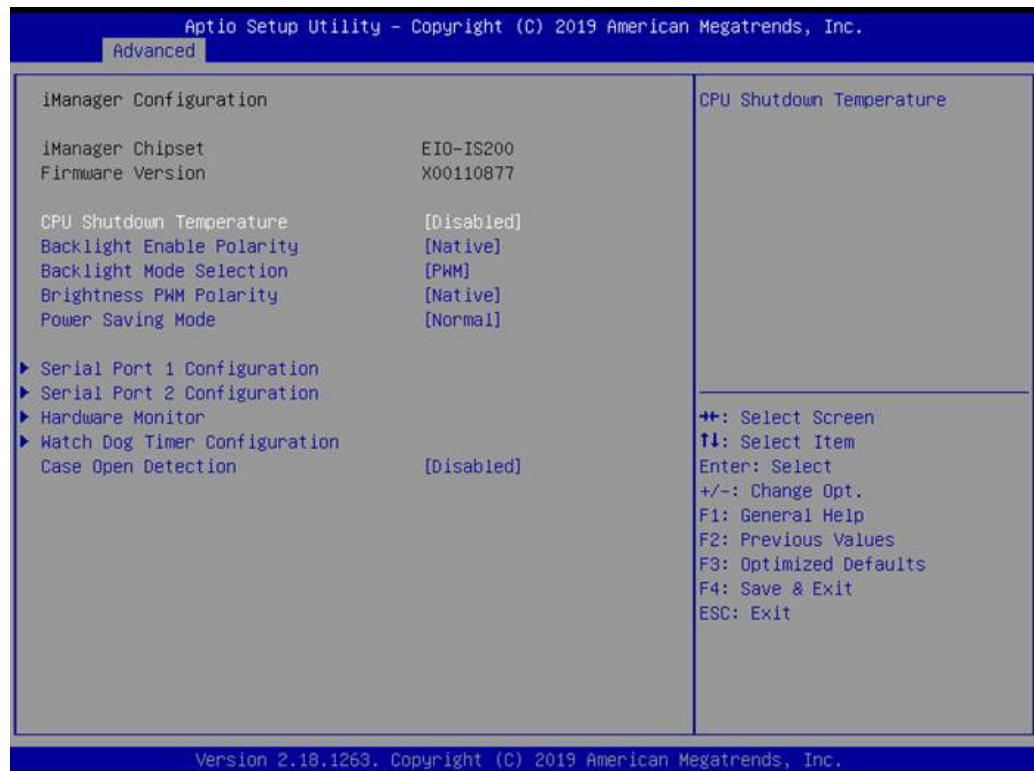 Aptio Setup Utility – Copyright (C) 2019 American Megatrends, Inc.
Advanced
iManager Configuration
iManager Chipset EIO-IS200
Firmware Version X00110877
CPU Shutdown Temperature [Disabled]
Backlight Enable Polarity [Native]
Backlight Mode Selection [PWM]
Brightness PWM Polarity [Native]
Power Saving Mode [Normal]
Serial Port 1 Configuration
Serial Port 2 Configuration
Hardware Monitor
Watch Dog Timer Configuration
Case Open Detection [Disabled]
CPU Shutdown Temperature
→←: Select Screen
↑↓: Select Item
Enter: Select
+/-: Change Opt.
F1: General Help
F2: Previous Values
F3: Optimized Defaults
F4: Save & Exit
ESC: Exit
Version 2.18.1263. Copyright (C) 2019 American Megatrends, Inc.